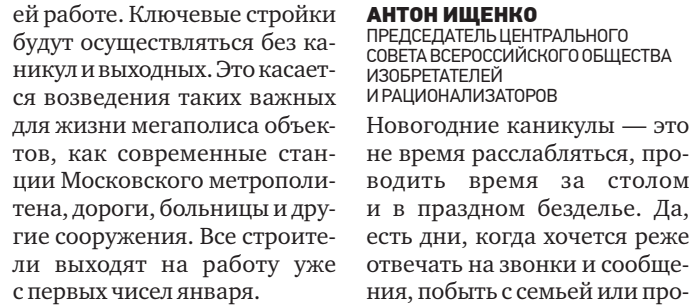 ей работе. Ключевые стройки
будут осуществляться без ка-
никул и выходных. Это касает-
ся возведения таких важных
для жизни мегаполиса объек-
тов, как современные стан-
ции Московского метрополи-
тена, дороги, больницы и дру-
гие сооружения. Все строите-
ли выходят на работу уже
с первых чисел января.
АНТОН ИЩЕНКО
ПРЕДСЕДАТЕЛЬ ЦЕНТРАЛЬНОГО
СОВЕТА ВСЕРОССИЙСКОГО ОБЩЕСТВА
ИЗОБРЕТАТЕЛЕЙ
И РАЦИОНАЛИЗАТОРОВ
Новогодние каникулы — это
не время расслабляться, про-
водить время за столом
и в праздном безделье. Да,
есть дни, когда хочется реже
отвечать на звонки и сообще-
ния, побыть с семьей или про-